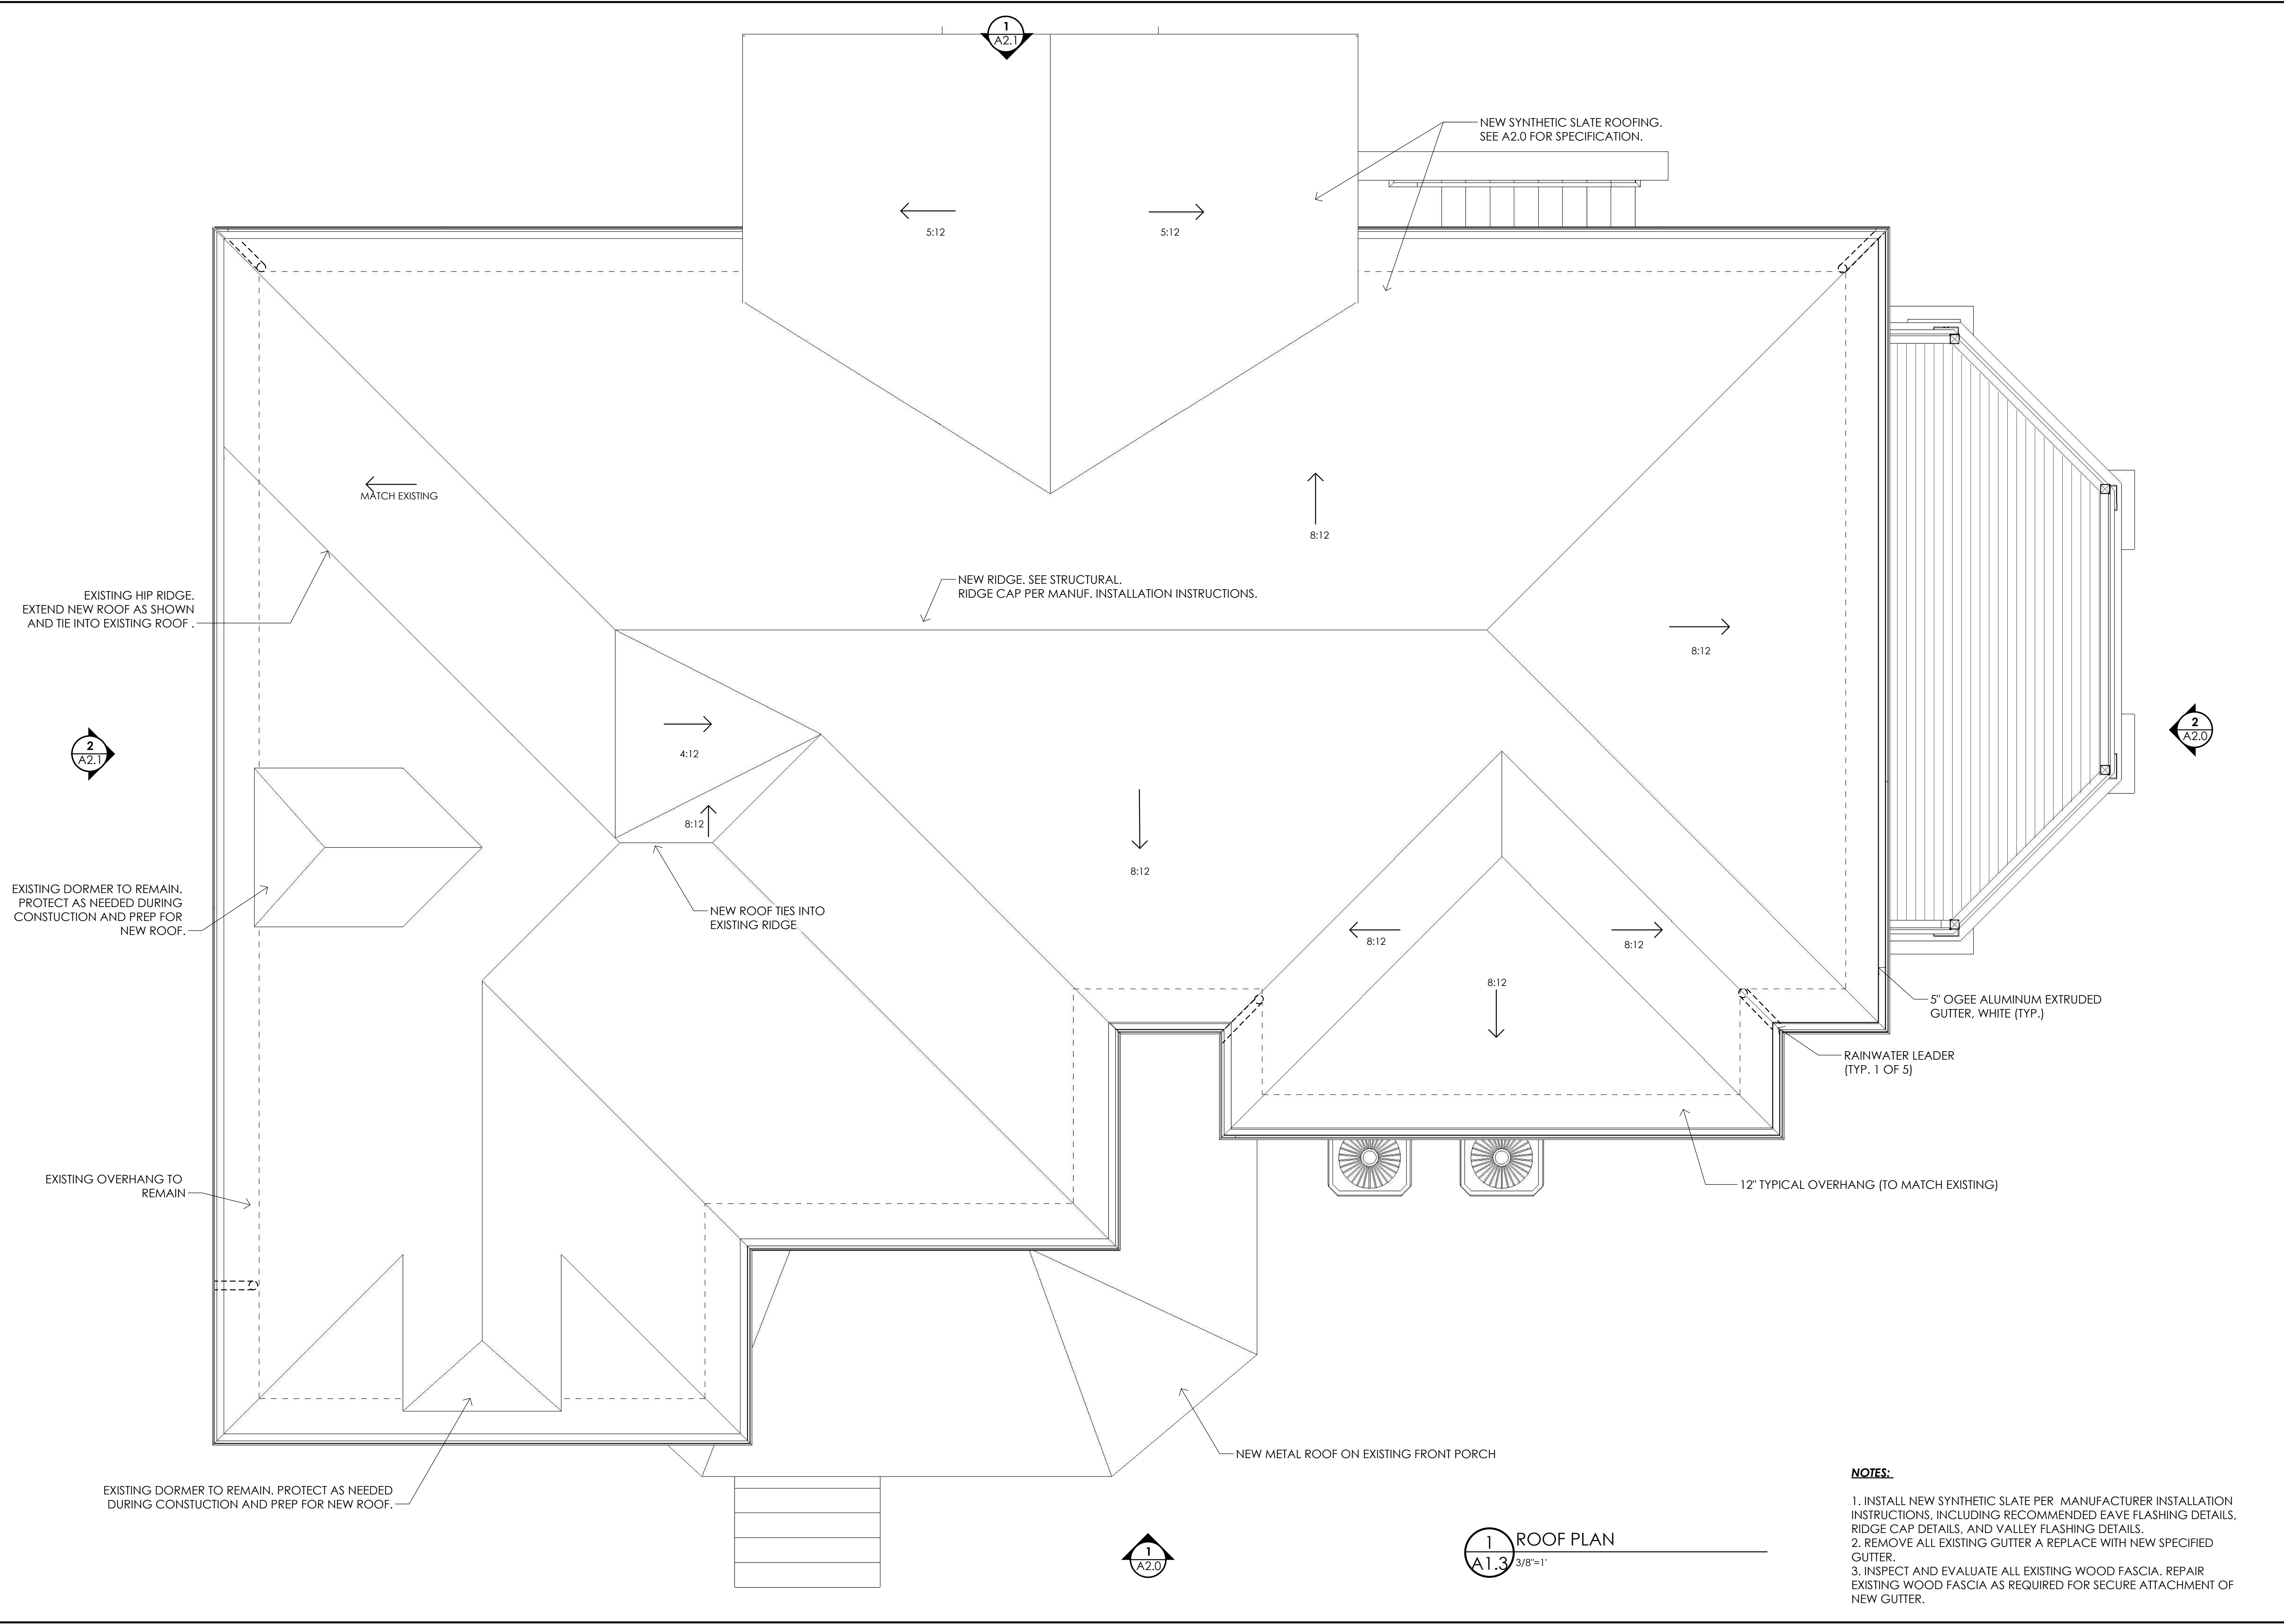 1
A2.1
NEW SYNTHETIC SLATE ROOFING.
SEE A2.0 FOR SPECIFICATION.
5:12
5:12
MATCH EXISTING
8:12
NEW RIDGE. SEE STRUCTURAL.
RIDGE CAP PER MANUF. INSTALLATION INSTRUCTIONS.
EXISTING HIP RIDGE.
EXTEND NEW ROOF AS SHOWN
AND TIE INTO EXISTING ROOF .
8:12
2
A2.1
2
A2.0
4:12
8:12
8:12
EXISTING DORMER TO REMAIN.
PROTECT AS NEEDED DURING
CONSTUCTION AND PREP FOR
NEW ROOF.
NEW ROOF TIES INTO
EXISTING RIDGE
8:12
8:12
8:12
5" OGEE ALUMINUM EXTRUDED
GUTTER, WHITE (TYP.)
RAINWATER LEADER
(TYP. 1 OF 5)
EXISTING OVERHANG TO
REMAIN
12" TYPICAL OVERHANG (TO MATCH EXISTING)
NEW METAL ROOF ON EXISTING FRONT PORCH
EXISTING DORMER TO REMAIN. PROTECT AS NEEDED
DURING CONSTUCTION AND PREP FOR NEW ROOF.
1
A2.0
1
A1.3
ROOF PLAN
3/8"=1'
NOTES:
1. INSTALL NEW SYNTHETIC SLATE PER MANUFACTURER INSTALLATION
INSTRUCTIONS, INCLUDING RECOMMENDED EAVE FLASHING DETAILS,
RIDGE CAP DETAILS, AND VALLEY FLASHING DETAILS.
2. REMOVE ALL EXISTING GUTTER A REPLACE WITH NEW SPECIFIED
GUTTER.
3. INSPECT AND EVALUATE ALL EXISTING WOOD FASCIA. REPAIR
EXISTING WOOD FASCIA AS REQUIRED FOR SECURE ATTACHMENT OF
NEW GUTTER.